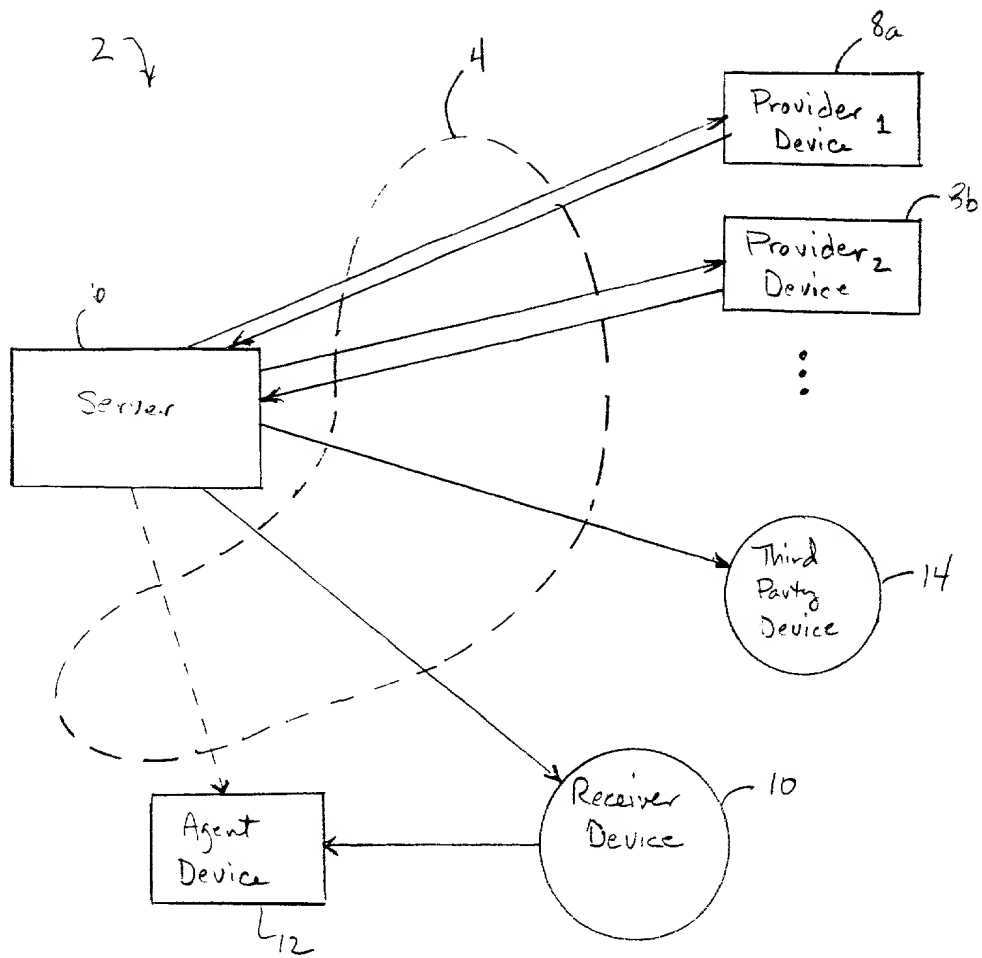 2
4
8a
Provider 1
Device
8b
Provider 2
Device
Server
Third
Party
Device
14
Receiver
Device
10
Agent
Device
12